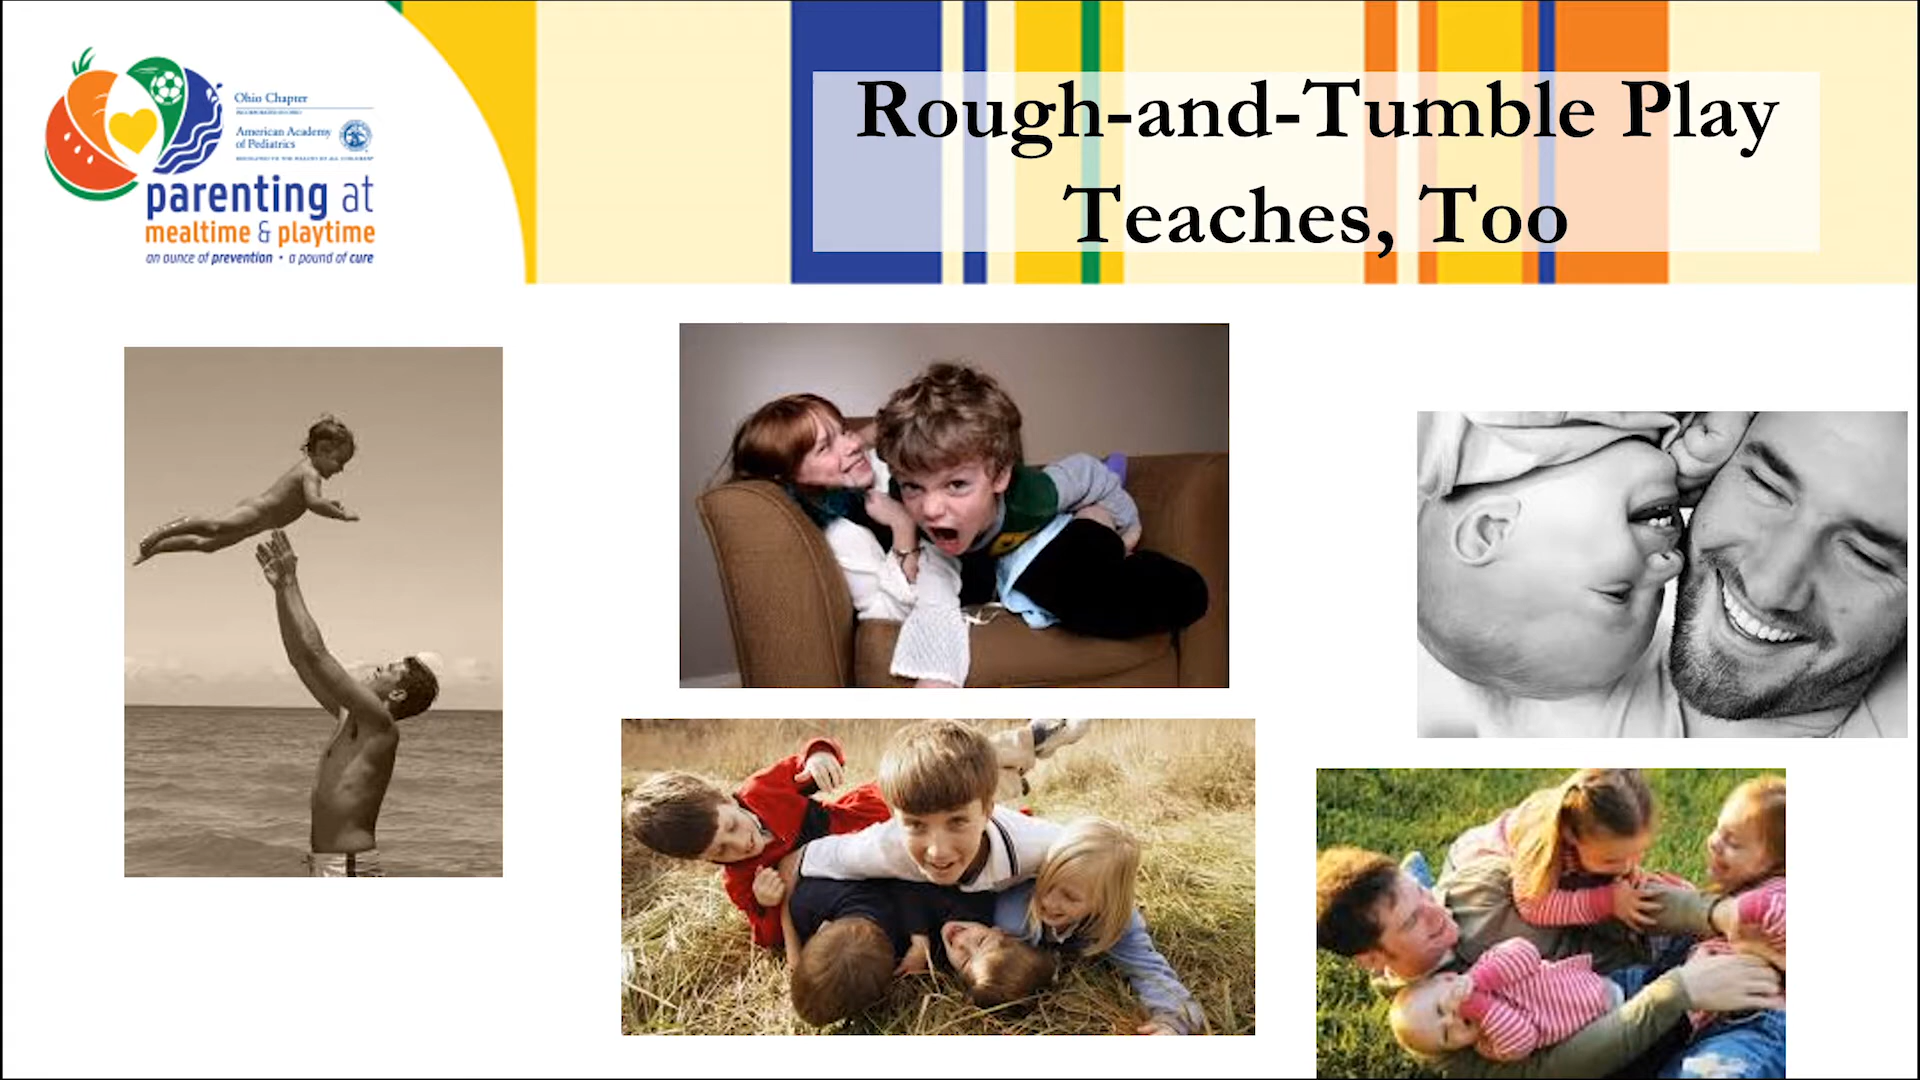 Rough-and-Tumble Play
Teaches, Too
Ohio Chapter
INCORPORATED IN OHIO
American Academy
of Pediatrics
DEDICATED TO THE HEALTH OF ALL CHILDREN®
parenting at
mealtime & playtime
an ounce of prevention • a pound of cure